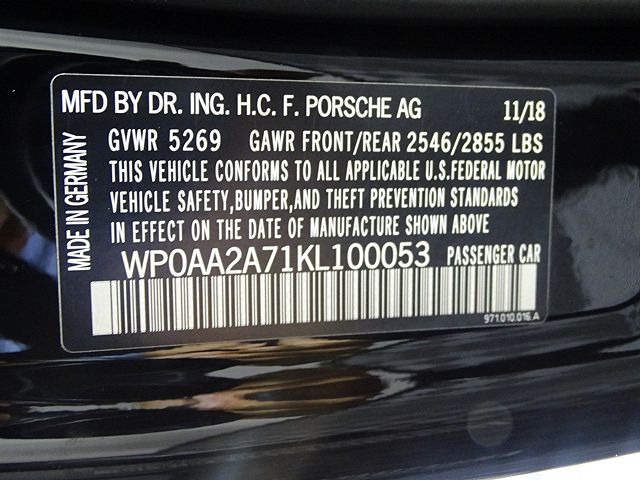 MFD BY DR. ING. H.C. F. PORSCHE AG 11/18
GVWR 5269 GAWR FRONT/REAR 2546/2855 LBS
THIS VEHICLE CONFORMS TO ALL APPLICABLE U.S.FEDERAL MOTOR
VEHICLE SAFETY,BUMPER,AND THEFT PREVENTION STANDARDS
IN EFFECT ON THE DATE OF MANUFACTURE SHOWN ABOVE
WP0AA2A71KL100053 PASSENGER CAR
971.010.016.A
MADE IN GERMANY